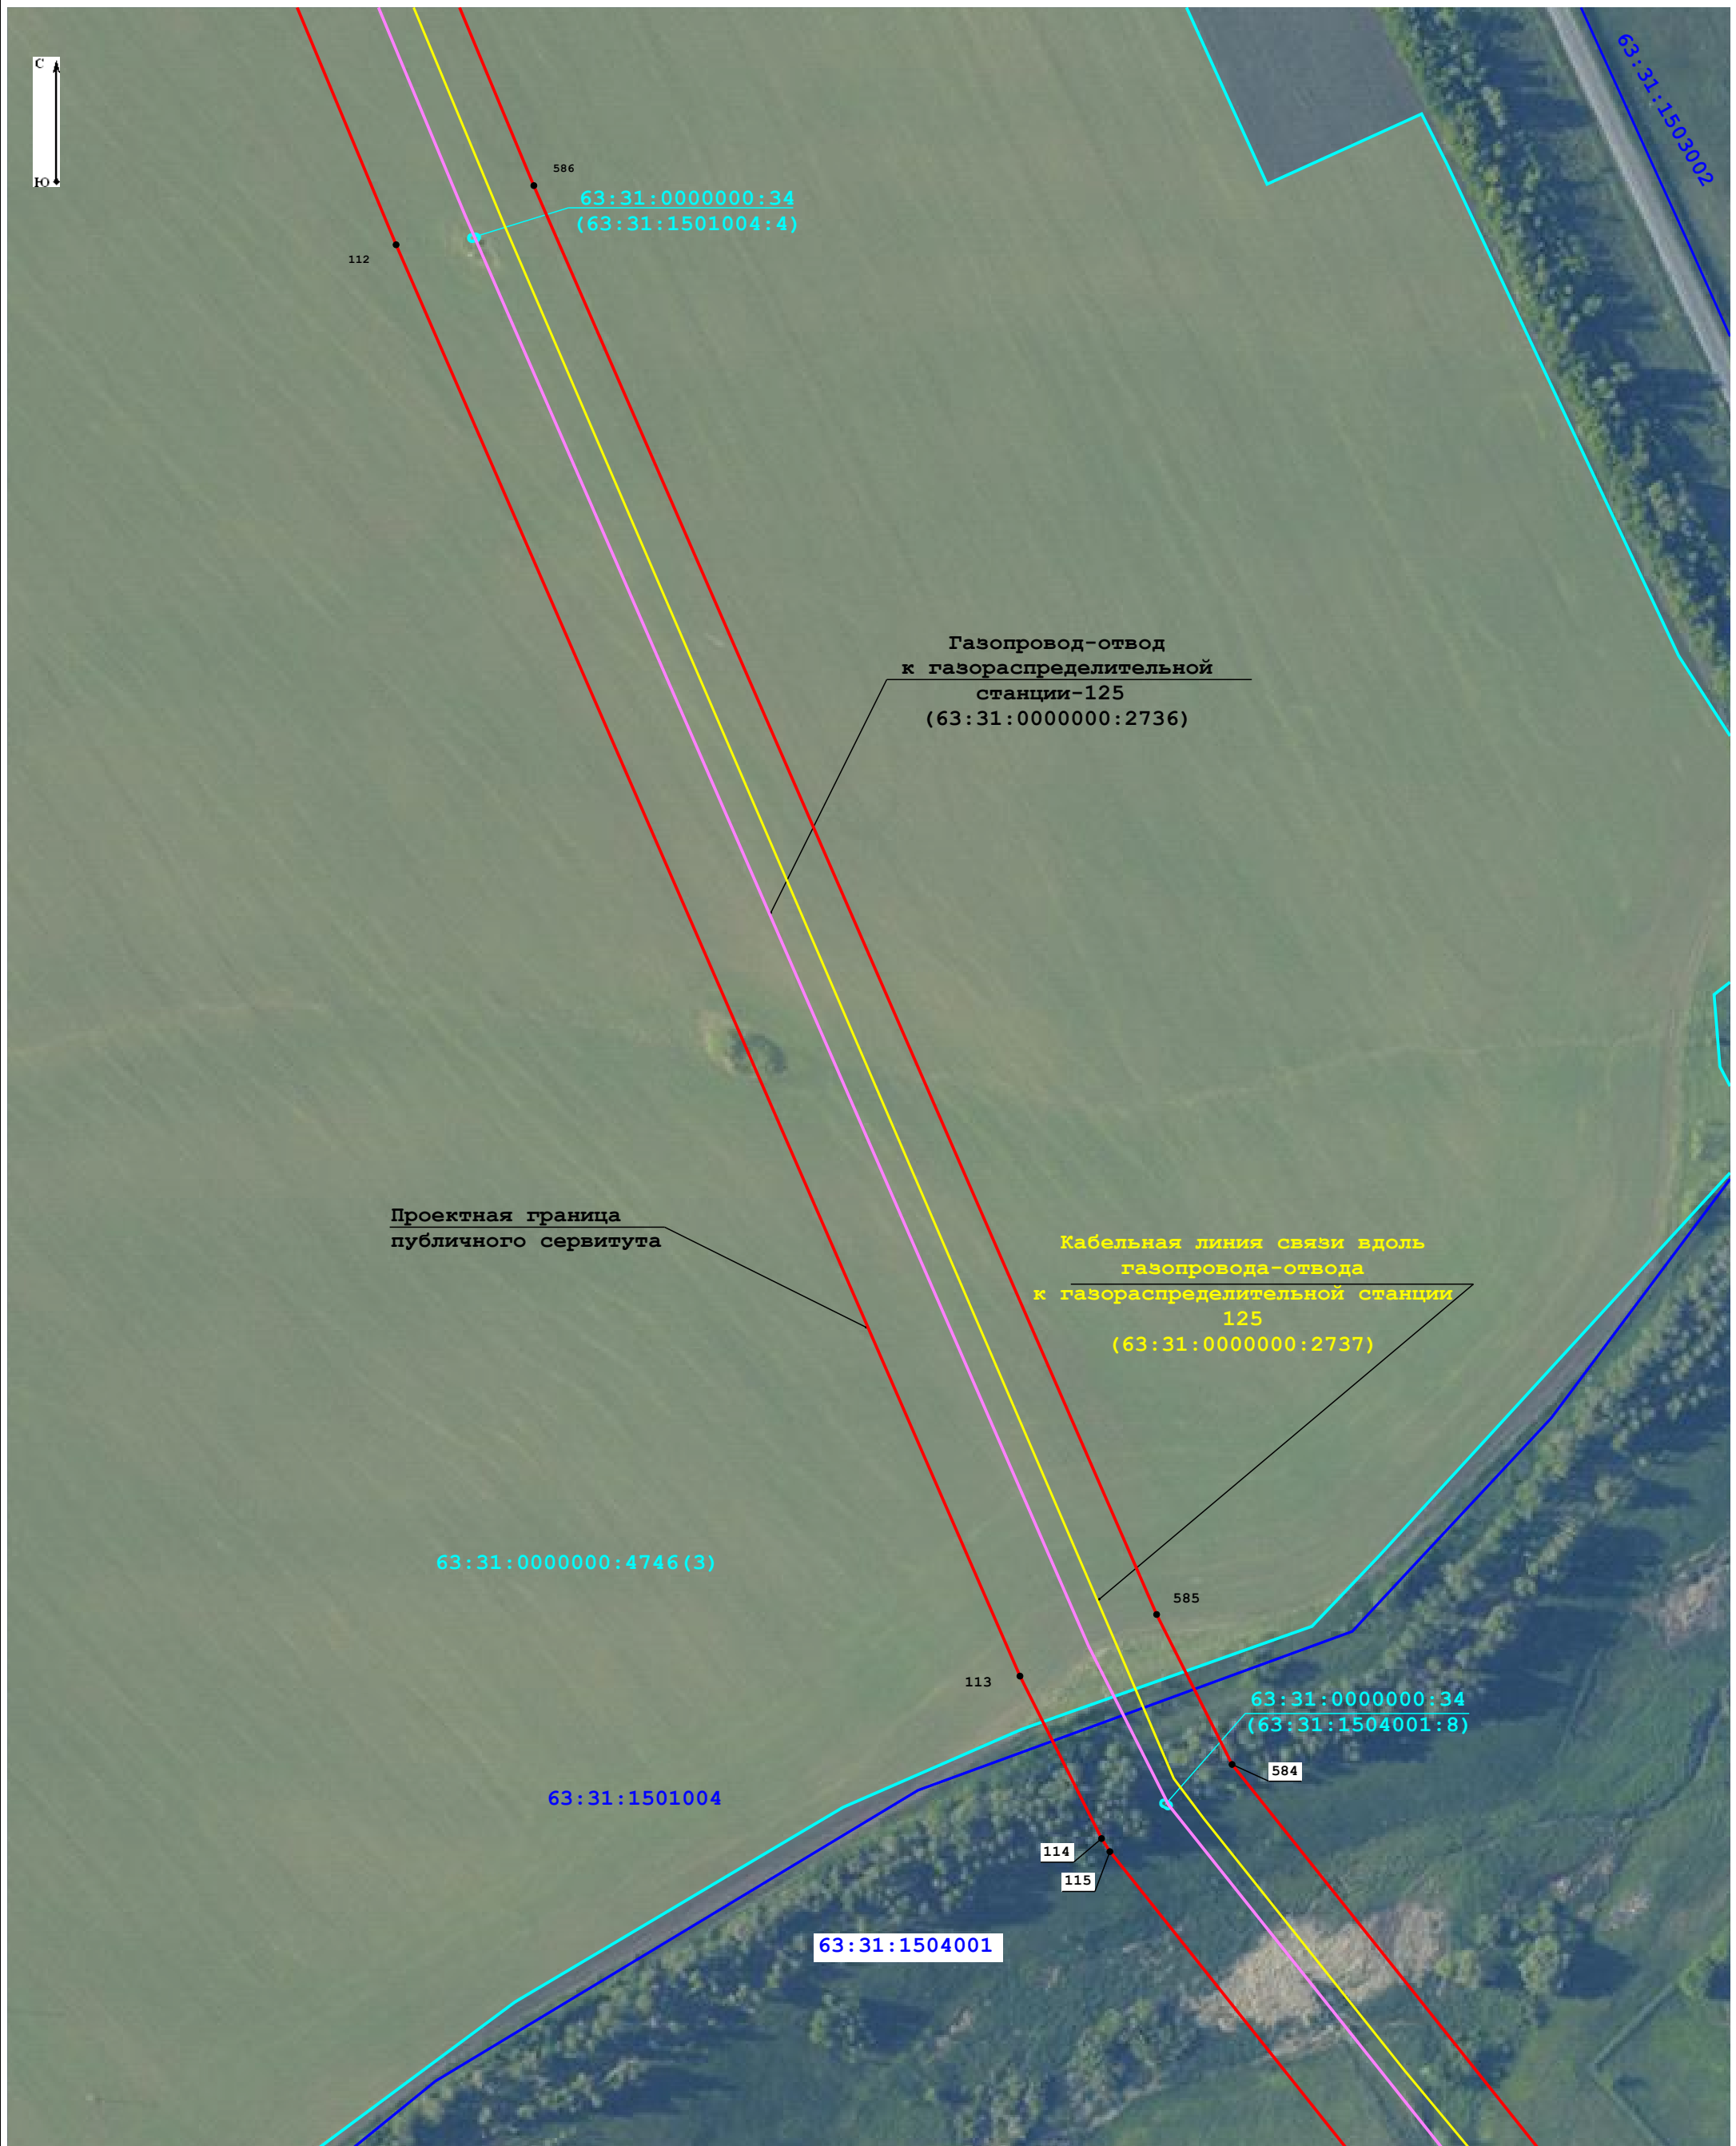 С
Ю
63:31:1503002
586
63:31:0000000:34
(63:31:1501004:4)
112
Газопровод-отвод
к газораспределительной
станции-125
(63:31:0000000:2736)
Проектная граница
публичного сервитута
Кабельная линия связи вдоль
газопровода-отвода
к газораспределительной станции
125
(63:31:0000000:2737)
63:31:0000000:4746(3)
585
113
63:31:0000000:34
(63:31:1504001:8)
584
63:31:1501004
114
115
63:31:1504001